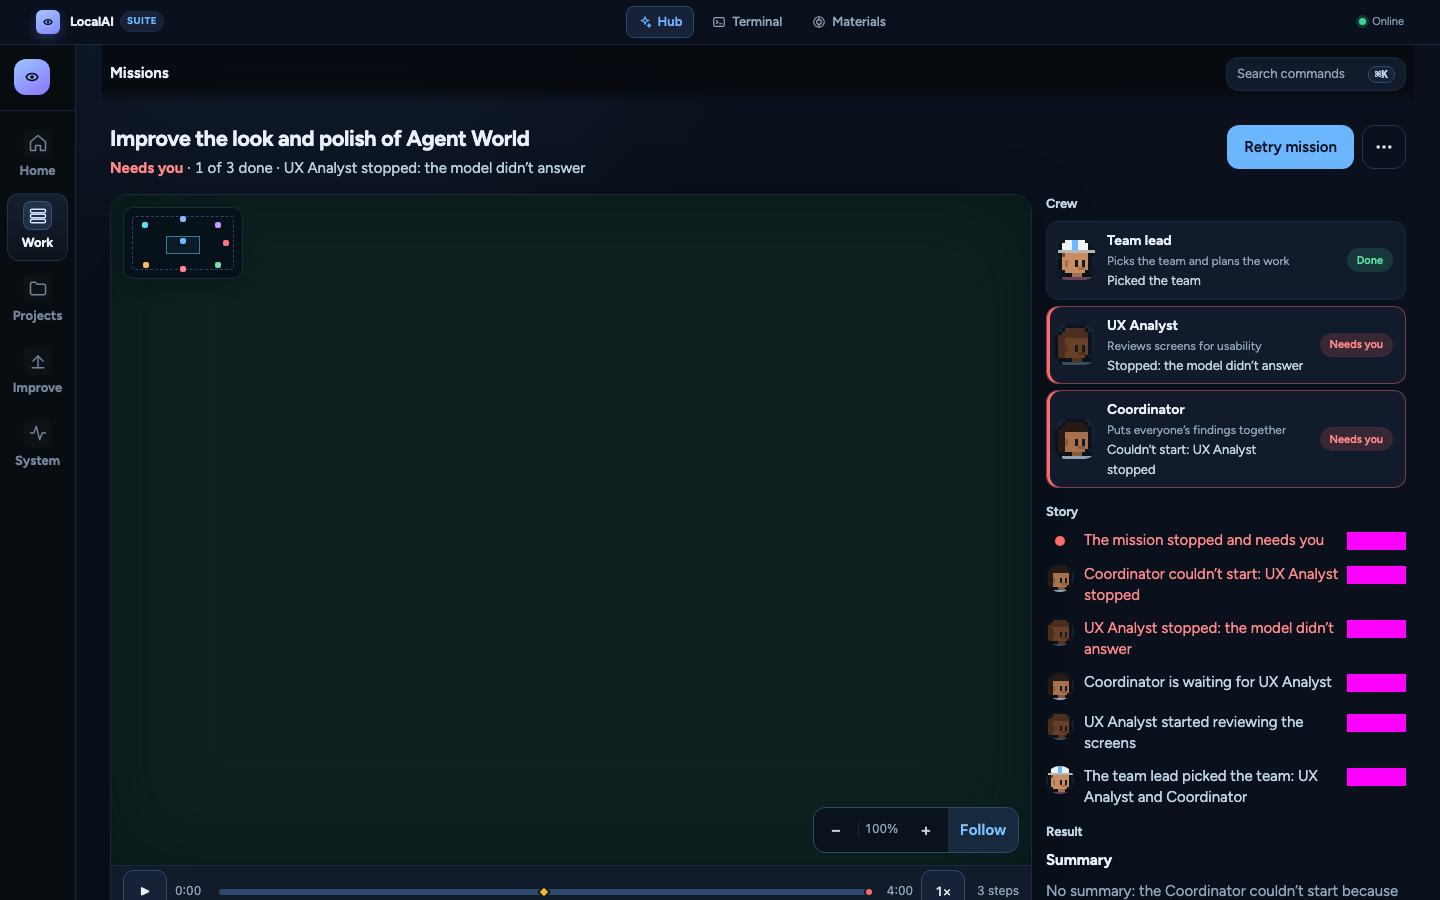 LocalAI SUITE
Hub
Terminal
Materials
Online
Missions
Search commands ⌘K
Home
Work
Projects
Improve
System
Improve the look and polish of Agent World
Needs you · 1 of 3 done · UX Analyst stopped: the model didn’t answer
Retry mission
100%
Follow
0:00
4:00
1×
3 steps
Crew
Team lead
Picks the team and plans the work
Picked the team
Done
UX Analyst
Reviews screens for usability
Stopped: the model didn’t answer
Needs you
Coordinator
Puts everyone’s findings together
Couldn’t start: UX Analyst
stopped
Needs you
Story
The mission stopped and needs you
Coordinator couldn’t start: UX Analyst
stopped
UX Analyst stopped: the model didn’t
answer
Coordinator is waiting for UX Analyst
UX Analyst started reviewing the
screens
The team lead picked the team: UX
Analyst and Coordinator
Result
Summary
No summary: the Coordinator couldn’t start because